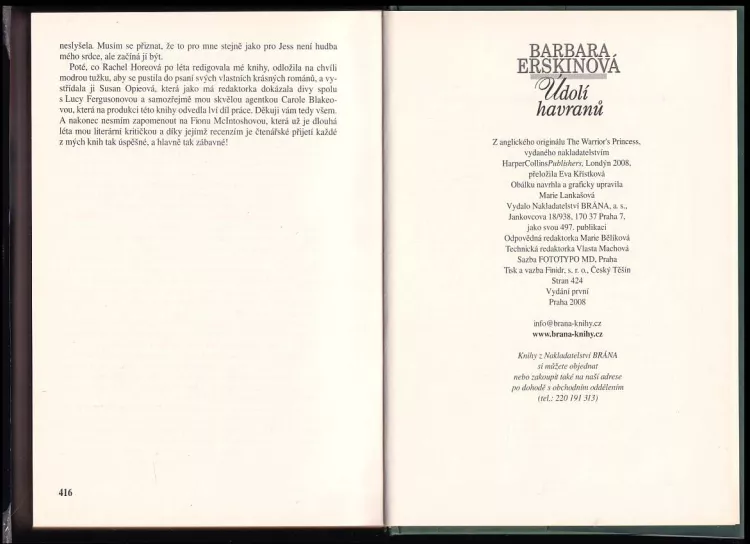 neslyšela. Musím se přiznat, že to pro mne stejně jako pro Jess není hudba
mého srdce, ale začíná jí být.
Poté, co Rachel Horeová po léta redigovala mé knihy, odložila na chvíli
modrou tužku, aby se pustila do psaní svých vlastních krásných románů, a vy-
střídala ji Susan Opieová, která jako má redaktorka dokázala divy spolu
s Lucy Fergusonovou a samozřejmě mou skvělou agentkou Carole Blakeo-
vou, která na produkci této knihy odvedla lví díl práce. Děkuji vám tedy všem.
A nakonec nesmím zapomenout na Fionu McIntoshovou, která už je dlouhá
léta mou literární kritičkou a díky jejímž recenzím je čtenářské přijetí každé
z mých knih tak úspěšné, a hlavně tak zábavné!
416
BARBARA
ERSKINOVÁ
Údolí
havranů
Z anglického originálu The Warrior's Princess,
vydaného nakladatelstvím
HarperCollinsPublishers, Londýn 2008,
přeložila Eva Křístková
Obálku navrhla a graficky upravila
Marie Lankašová
Vydalo Nakladatelství BRÁNA, a. s.,
Jankovcova 18/938, 170 37 Praha 7,
jako svou 497. publikaci
Odpovědná redaktorka Marie Bělíková
Technická redaktorka Vlasta Machová
Sazba FOTOTYPO MD, Praha
Tisk a vazba Finidr, s. r. o., Český Těšín
Stran 424
Vydání první
Praha 2008
info@brana-knihy.cz
www.brana-knihy.cz
Knihy z Nakladatelství BRÁNA
si můžete objednat
nebo zakoupit také na naší adrese
po dohodě s obchodním oddělením
(tel.: 220 191 313)